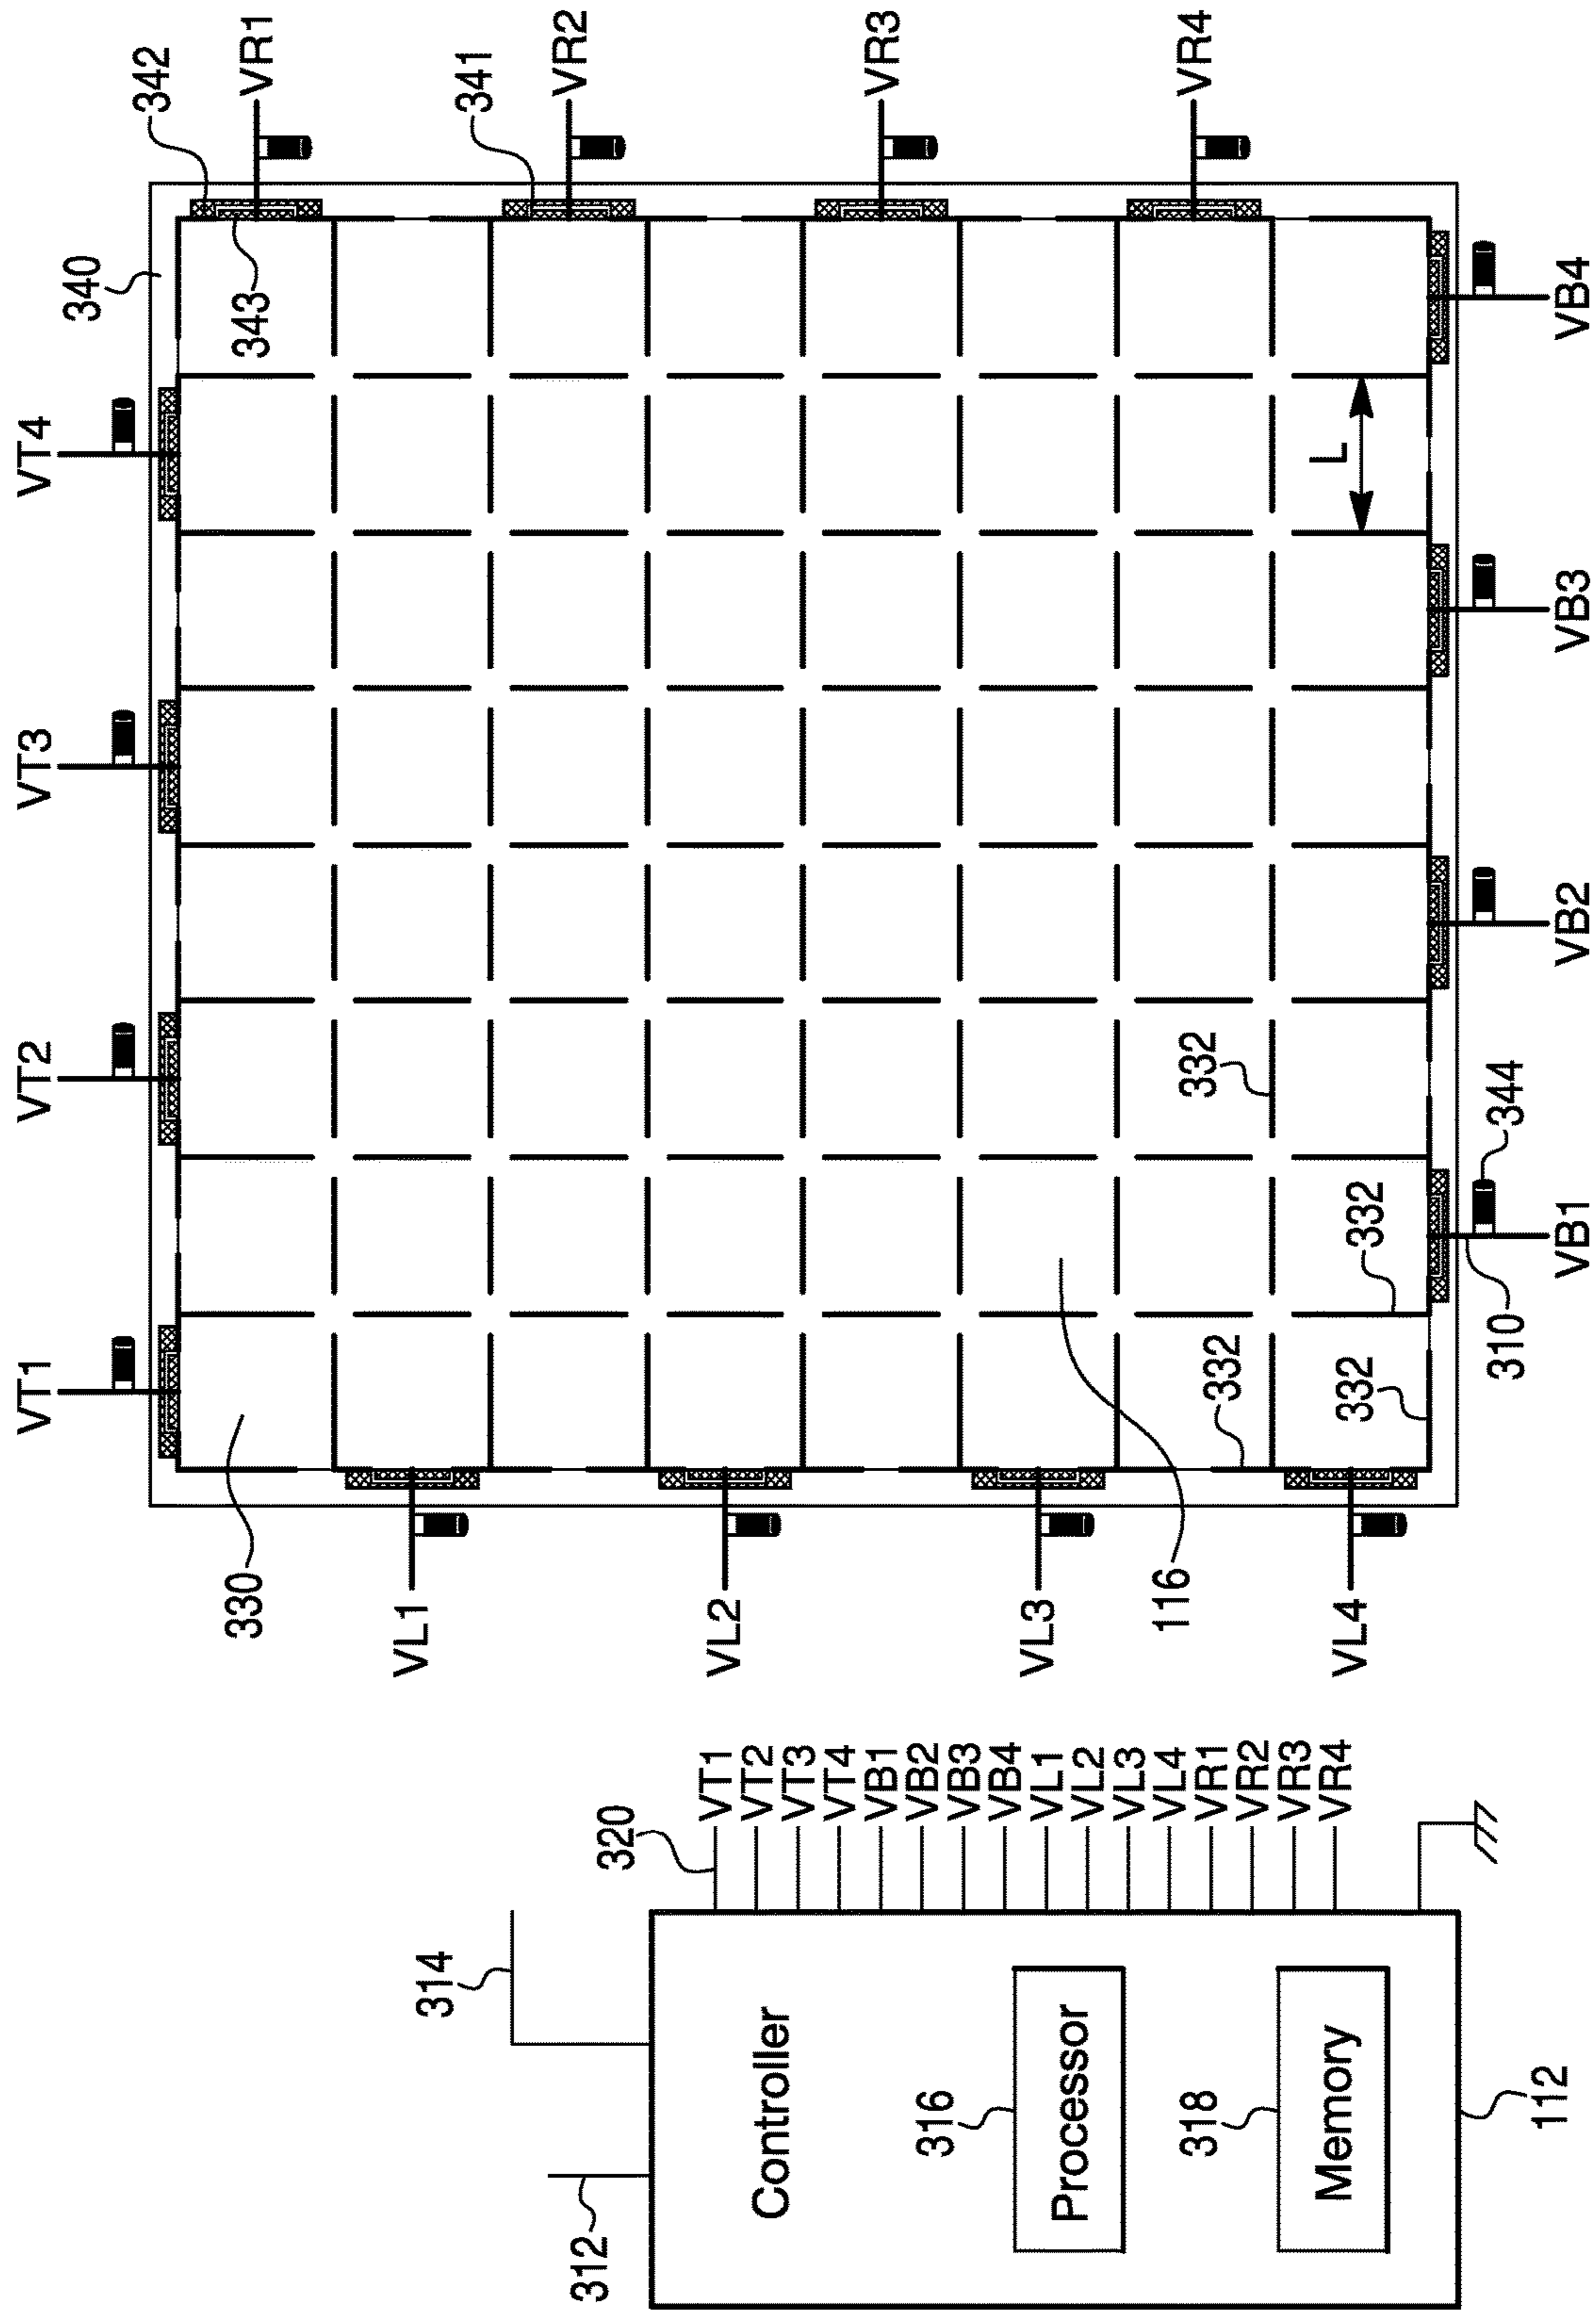 342
VR1
341
VR2
VR3
VR4
340
343
VT4
VT3
VT2
VT1
L
VB4
VB3
VB2
VB1
332
332
332
332
344
310
330
116
VL1
VL2
VL3
VL4
320
VT1
VT2
VT3
VT4
VB1
VB2
VB3
VB4
VL1
VL2
VL3
VL4
VR1
VR2
VR3
VR4
314
312
Controller
316
Processor
318
Memory
112